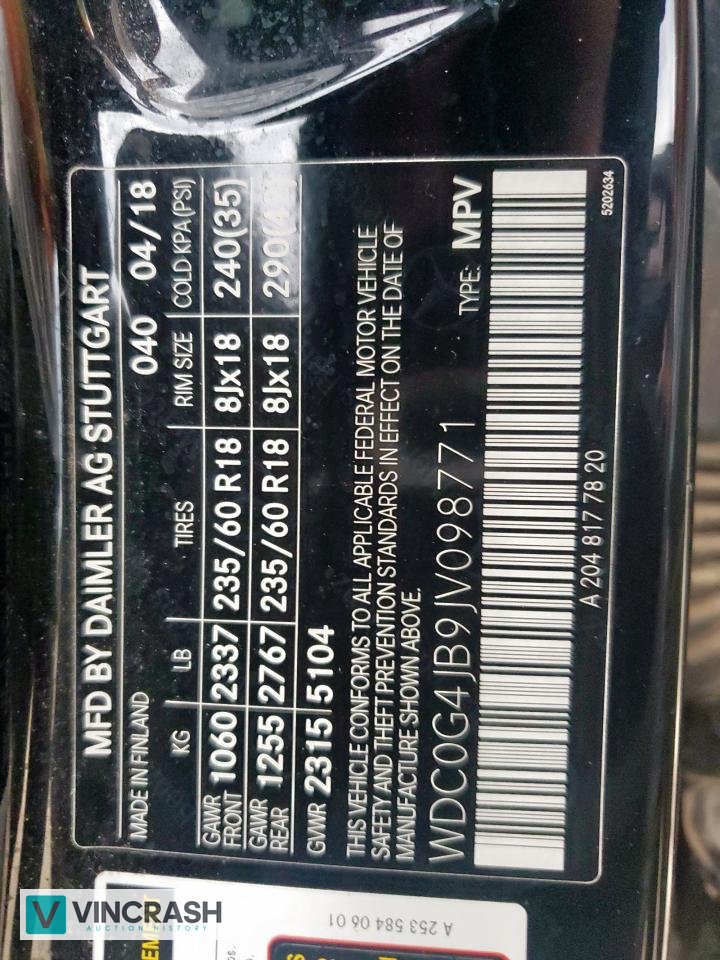 MFD BY DAIMLER AG STUTTGART
MADE IN FINLAND 040 04/18
KG LB TIRES RIM SIZE COLD KPA(PSI)
GAWR FRONT 1060 2337 235/60 R18 8Jx18 240(35)
GAWR REAR 1255 2767 235/60 R18 8Jx18 290
GVWR 2315 5104
THIS VEHICLE CONFORMS TO ALL APPLICABLE FEDERAL MOTOR VEHICLE
SAFETY AND THEFT PREVENTION STANDARDS IN EFFECT ON THE DATE OF
MANUFACTURE SHOWN ABOVE.
WDC0G4JB9JV098771 TYPE: MPV
A 204 817 78 20
5202634
A 253 584 06 01
VINCRASH
AUCTION HISTORY